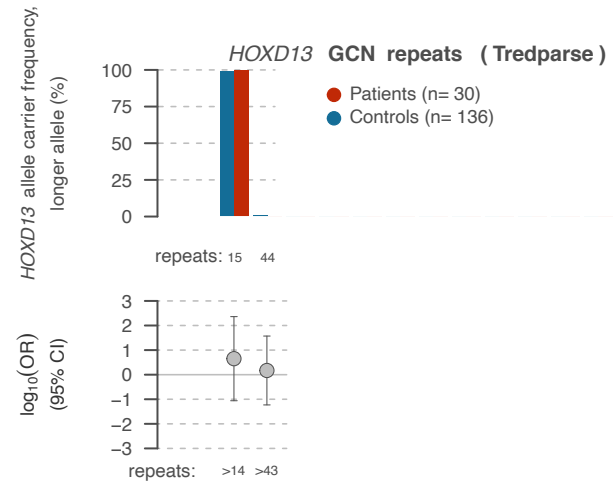 HOXD13 GCN repeats ( Tredparse )
HOXD13 allele carrier frequency,
longer allele (%)
100
75
50
25
0
Patients (n= 30)
Controls (n= 136)
repeats: 15 44
log10(OR)
(95% CI)
3
2
1
0
−1
−2
−3
repeats: >14 >43